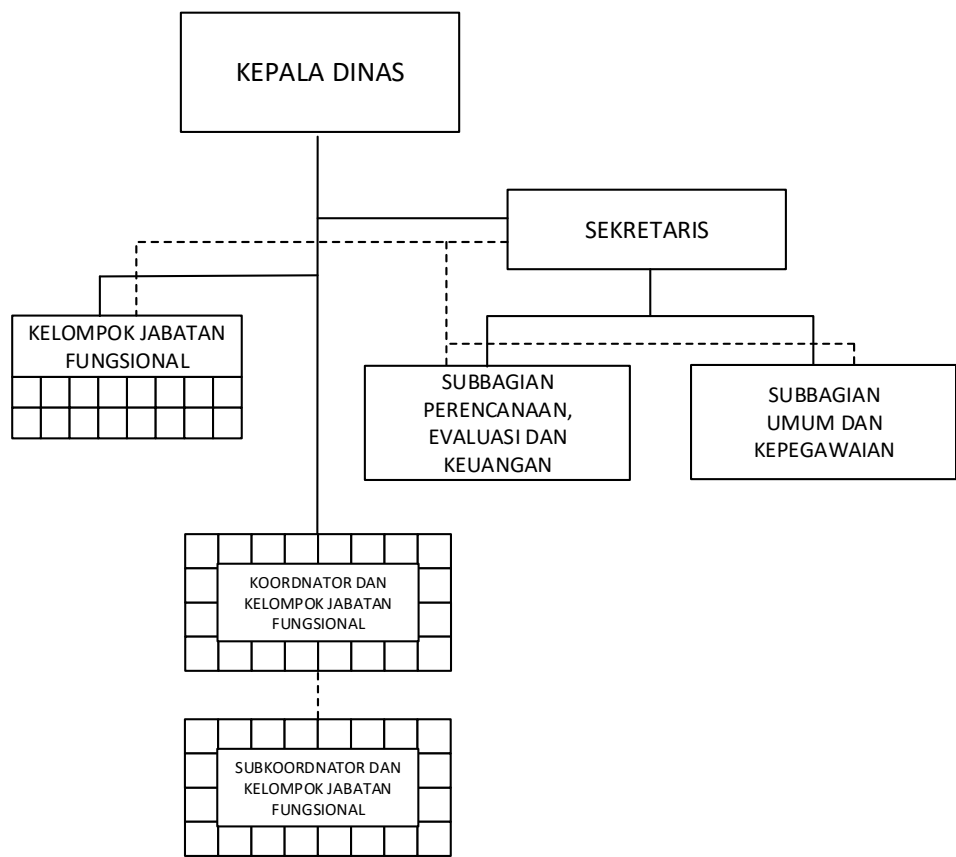 KEPALA DINAS
SEKRETARIS
KELOMPOK JABATAN
FUNGSIONAL
SUBBAGIAN
PERENCANAAN,
EVALUASI DAN
KEUANGAN
SUBBAGIAN
UMUM DAN
KEPEGAWAIAN
KOORDNATOR DAN
KELOMPOK JABATAN
FUNGSIONAL
SUBKOORDNATOR DAN
KELOMPOK JABATAN
FUNGSIONAL